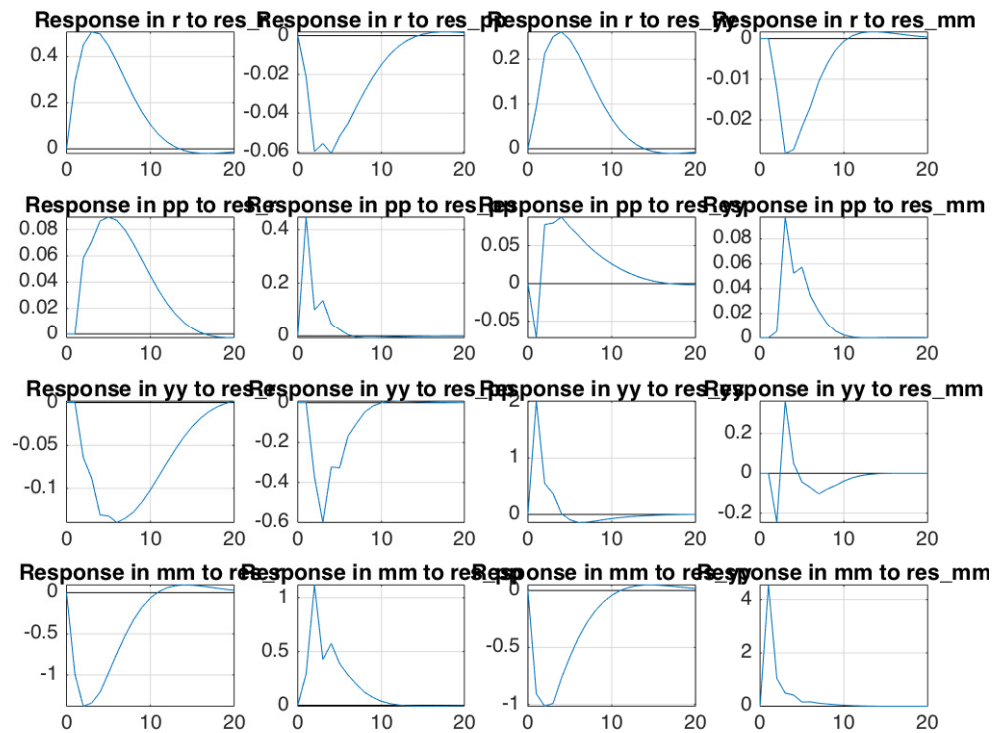 Response in r to res_r
Response in r to res_pp
Response in r to res_yy
Response in r to res_mm
0.4
0.2
0
0 10 20
0
-0.02
-0.04
-0.06
0 10 20
0.2
0.1
0
0 10 20
0
-0.01
-0.02
0 10 20
Response in pp to res_r
Response in pp to res_pp
Response in pp to res_yy
Response in pp to res_mm
0.08
0.06
0.04
0.02
0
0 10 20
0.4
0.2
0
0 10 20
0.05
0
-0.05
0 10 20
0.08
0.06
0.04
0.02
0
0 10 20
Response in yy to res_r
Response in yy to res_pp
Response in yy to res_yy
Response in yy to res_mm
0
-0.05
-0.1
0 10 20
0
-0.2
-0.4
-0.6
0 10 20
2
1
0
0 10 20
0.2
0
-0.2
0 10 20
Response in mm to res_r
Response in mm to res_pp
Response in mm to res_yy
Response in mm to res_mm
0
-0.5
-1
0 10 20
1
0.5
0
0 10 20
0
-0.5
-1
0 10 20
4
2
0
0 10 20